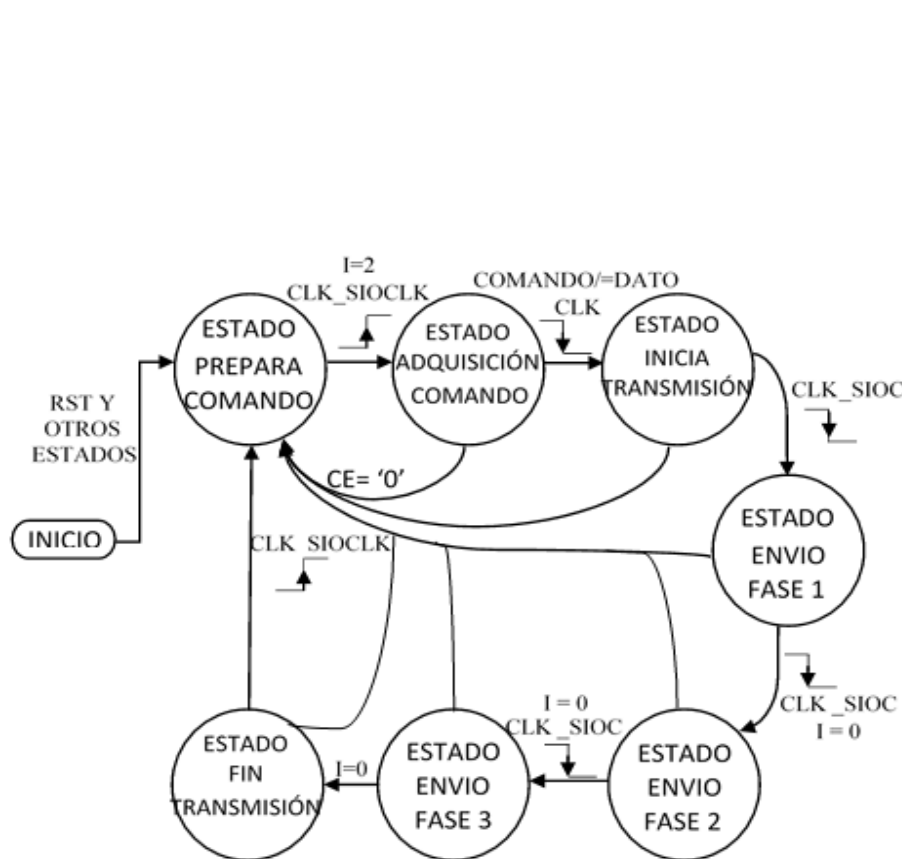 I=2
CLK_SIOCLK
COMANDO/=DATO
CLK
ESTADO
PREPARA
COMANDO
ESTADO
ADQUISICIÓN
COMANDO
ESTADO
INICIA
TRANSMISIÓN
CLK_SIOC
RST Y
OTROS
ESTADOS
INICIO
CE= ‘0’
CLK_SIOCLK
ESTADO
ENVIO
FASE 1
CLK_SIOC
I = 0
I = 0
CLK_SIOC
ESTADO
FIN
TRANSMISIÓN
I=0
ESTADO
ENVIO
FASE 3
ESTADO
ENVIO
FASE 2